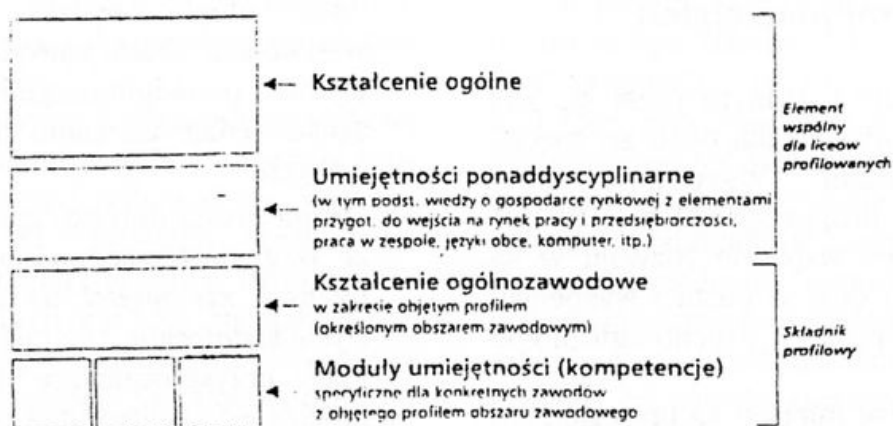 Kształcenie ogólne
Element
wspólny
dla liceów
profilowanych
Umiejętności ponaddyscyplinarne
(w tym podst. wiedzy o gospodarce rynkowej z elementami
przygot. do wejścia na rynek pracy i przedsiębiorczości,
praca w zespole, języki obce, komputer, itp.)
Kształcenie ogólnozawodowe
w zakresie objętym profilem
(określonym obszarem zawodowym)
Składnik
profilowy
Moduły umiejętności (kompetencje)
specyficzne dla konkretnych zawodów
z objętego profilem obszaru zawodowego